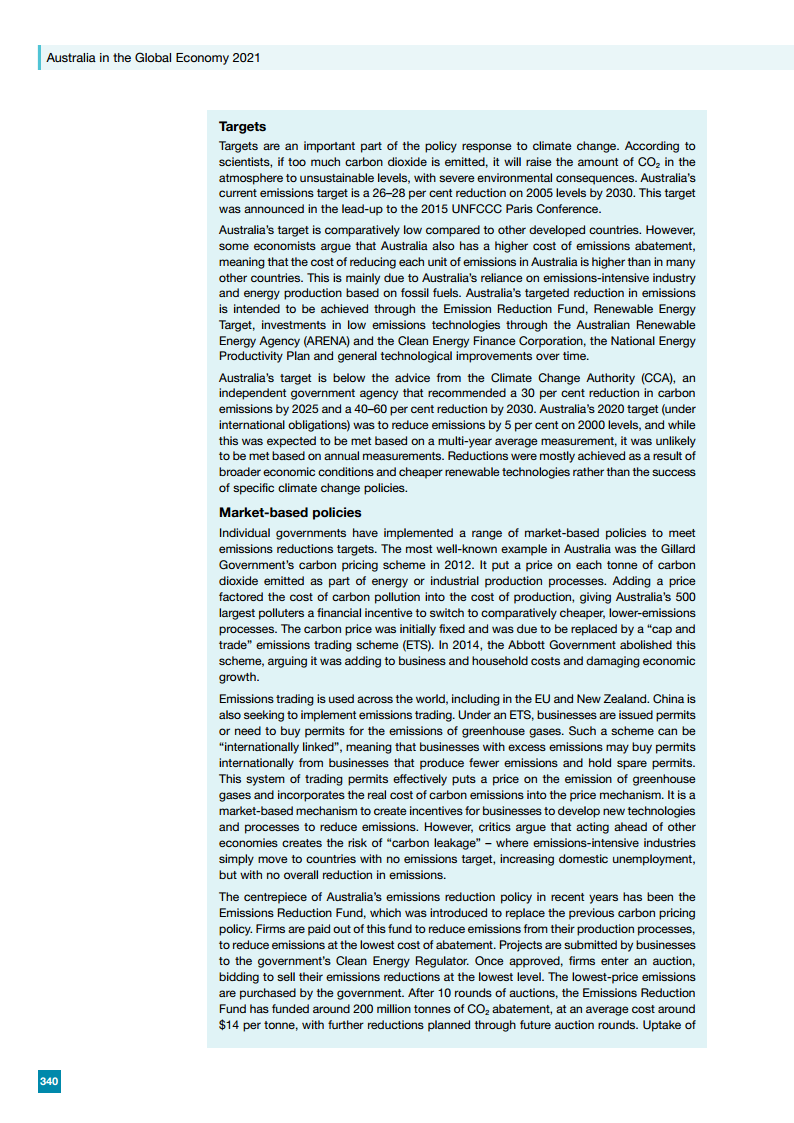 Australia in the Global Economy 2021
Targets
Targets are an important part of the policy response to climate change. According to
scientists, if too much carbon dioxide is emitted, it will raise the amount of CO₂ in the
atmosphere to unsustainable levels, with severe environmental consequences. Australia's
current emissions target is a 26–28 per cent reduction on 2005 levels by 2030. This target
was announced in the lead-up to the 2015 UNFCCC Paris Conference.
Australia's target is comparatively low compared to other developed countries. However,
some economists argue that Australia also has a higher cost of emissions abatement,
meaning that the cost of reducing each unit of emissions in Australia is higher than in many
other countries. This is mainly due to Australia's reliance on emissions-intensive industry
and energy production based on fossil fuels. Australia's targeted reduction in emissions
is intended to be achieved through the Emission Reduction Fund, Renewable Energy
Target, investments in low emissions technologies through the Australian Renewable
Energy Agency (ARENA) and the Clean Energy Finance Corporation, the National Energy
Productivity Plan and general technological improvements over time.
Australia's target is below the advice from the Climate Change Authority (CCA), an
independent government agency that recommended a 30 per cent reduction in carbon
emissions by 2025 and a 40–60 per cent reduction by 2030. Australia's 2020 target (under
international obligations) was to reduce emissions by 5 per cent on 2000 levels, and while
this was expected to be met based on a multi-year average measurement, it was unlikely
to be met based on annual measurements. Reductions were mostly achieved as a result of
broader economic conditions and cheaper renewable technologies rather than the success
of specific climate change policies.
Market-based policies
Individual governments have implemented a range of market-based policies to meet
emissions reductions targets. The most well-known example in Australia was the Gillard
Government's carbon pricing scheme in 2012. It put a price on each tonne of carbon
dioxide emitted as part of energy or industrial production processes. Adding a price
factored the cost of carbon pollution into the cost of production, giving Australia's 500
largest polluters a financial incentive to switch to comparatively cheaper, lower-emissions
processes. The carbon price was initially fixed and was due to be replaced by a "cap and
trade" emissions trading scheme (ETS). In 2014, the Abbott Government abolished this
scheme, arguing it was adding to business and household costs and damaging economic
growth.
Emissions trading is used across the world, including in the EU and New Zealand. China is
also seeking to implement emissions trading. Under an ETS, businesses are issued permits
or need to buy permits for the emissions of greenhouse gases. Such a scheme can be
"internationally linked", meaning that businesses with excess emissions may buy permits
internationally from businesses that produce fewer emissions and hold spare permits.
This system of trading permits effectively puts a price on the emission of greenhouse
gases and incorporates the real cost of carbon emissions into the price mechanism. It is a
market-based mechanism to create incentives for businesses to develop new technologies
and processes to reduce emissions. However, critics argue that acting ahead of other
economies creates the risk of "carbon leakage" – where emissions-intensive industries
simply move to countries with no emissions target, increasing domestic unemployment,
but with no overall reduction in emissions.
The centrepiece of Australia's emissions reduction policy in recent years has been the
Emissions Reduction Fund, which was introduced to replace the previous carbon pricing
policy. Firms are paid out of this fund to reduce emissions from their production processes,
to reduce emissions at the lowest cost of abatement. Projects are submitted by businesses
to the government's Clean Energy Regulator. Once approved, firms enter an auction,
bidding to sell their emissions reductions at the lowest level. The lowest-price emissions
are purchased by the government. After 10 rounds of auctions, the Emissions Reduction
Fund has funded around 200 million tonnes of CO₂ abatement, at an average cost around
$14 per tonne, with further reductions planned through future auction rounds. Uptake of
340